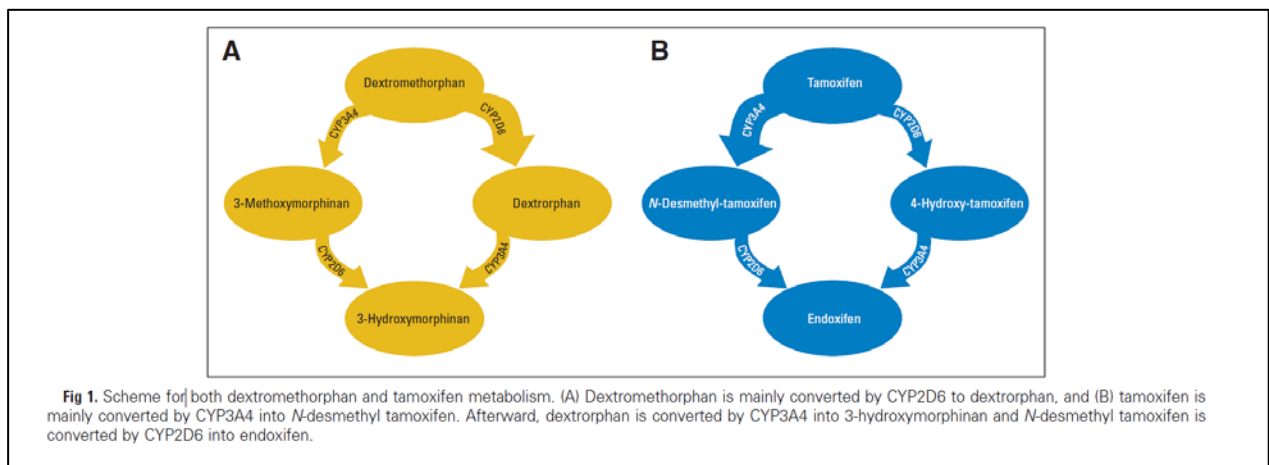 A
Dextromethorphan
CYP3A4
CYP2D6
3-Methoxymorphinan
Dextrorphan
CYP2D6
CYP3A4
3-Hydroxymorphinan
B
Tamoxifen
CYP3A4
CYP2D6
N-Desmethyl-tamoxifen
4-Hydroxy-tamoxifen
CYP2D6
CYP3A4
Endoxifen
Fig 1. Scheme for both dextromethorphan and tamoxifen metabolism. (A) Dextromethorphan is mainly converted by CYP2D6 to dextrorphan, and (B) tamoxifen is
mainly converted by CYP3A4 into N-desmethyl tamoxifen. Afterward, dextrorphan is converted by CYP3A4 into 3-hydroxymorphinan and N-desmethyl tamoxifen is
converted by CYP2D6 into endoxifen.